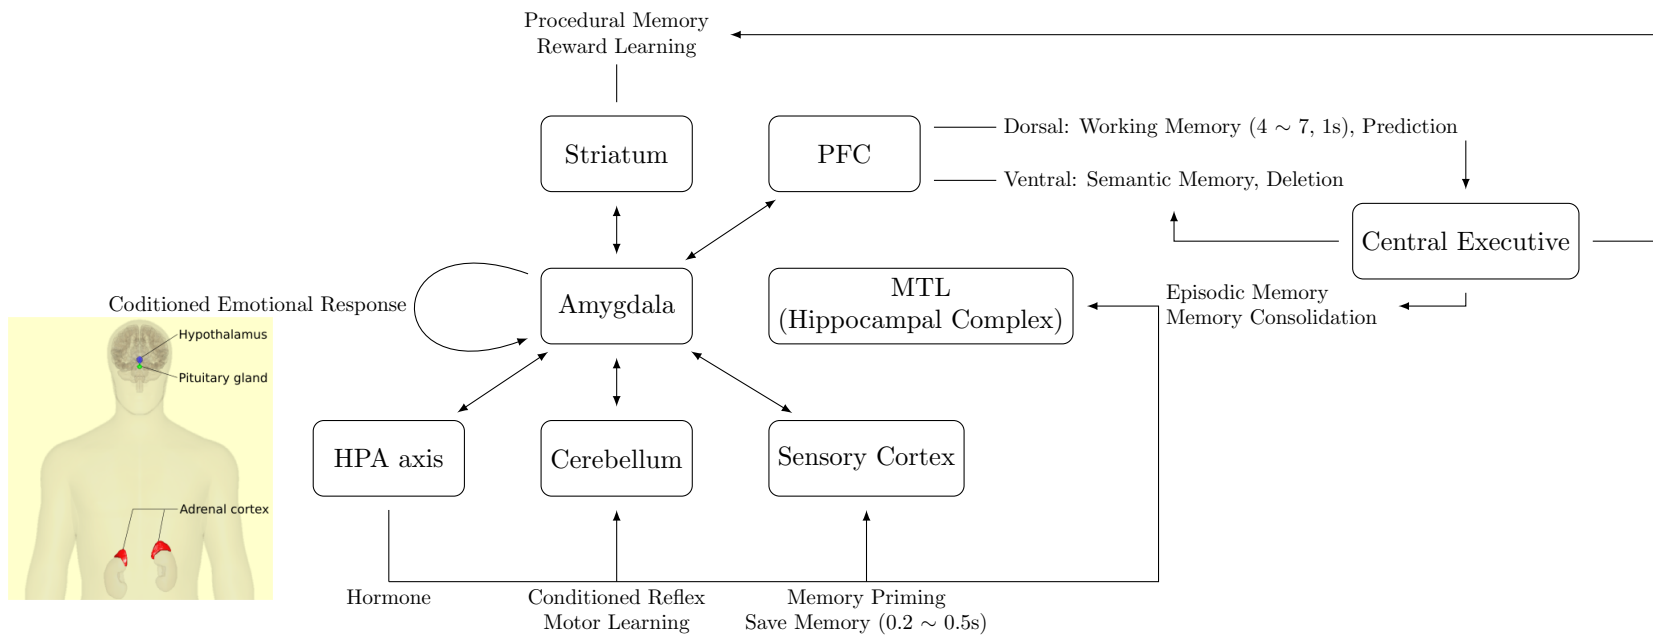 Procedural Memory
Reward Learning
Striatum
PFC
Dorsal: Working Memory (4 ∼ 7, 1s), Prediction
Ventral: Semantic Memory, Deletion
Central Executive
Coditioned Emotional Response
Amygdala
MTL
(Hippocampal Complex)
Episodic Memory
Memory Consolidation
Hypothalamus
Pituitary gland
Adrenal cortex
HPA axis
Cerebellum
Sensory Cortex
Hormone
Conditioned Reflex
Motor Learning
Memory Priming
Save Memory (0.2 ∼ 0.5s)